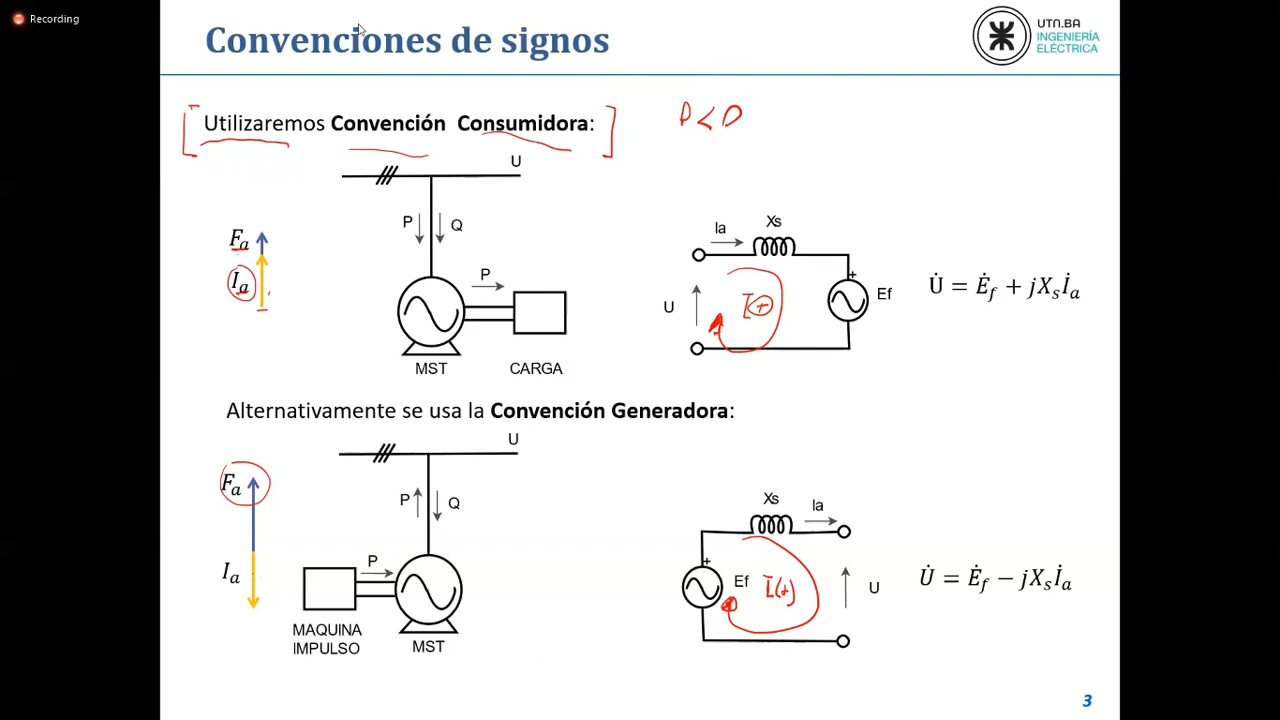 Recording
Convenciones de signos
UTN.BA
INGENIERÍA
ELÉCTRICA
Utilizaremos Convención Consumidora:
P < 0
U
P Q
Fa
Ia
P
MST
CARGA
Ia
Xs
U
I (+)
Ef
U̇ = Ėf + jXsİa
Alternativamente se usa la Convención Generadora:
U
P Q
Fa
Ia
P
MAQUINA
IMPULSO
MST
Xs
Ia
Ef
I(+)
U
U̇ = Ėf − jXsİa
3